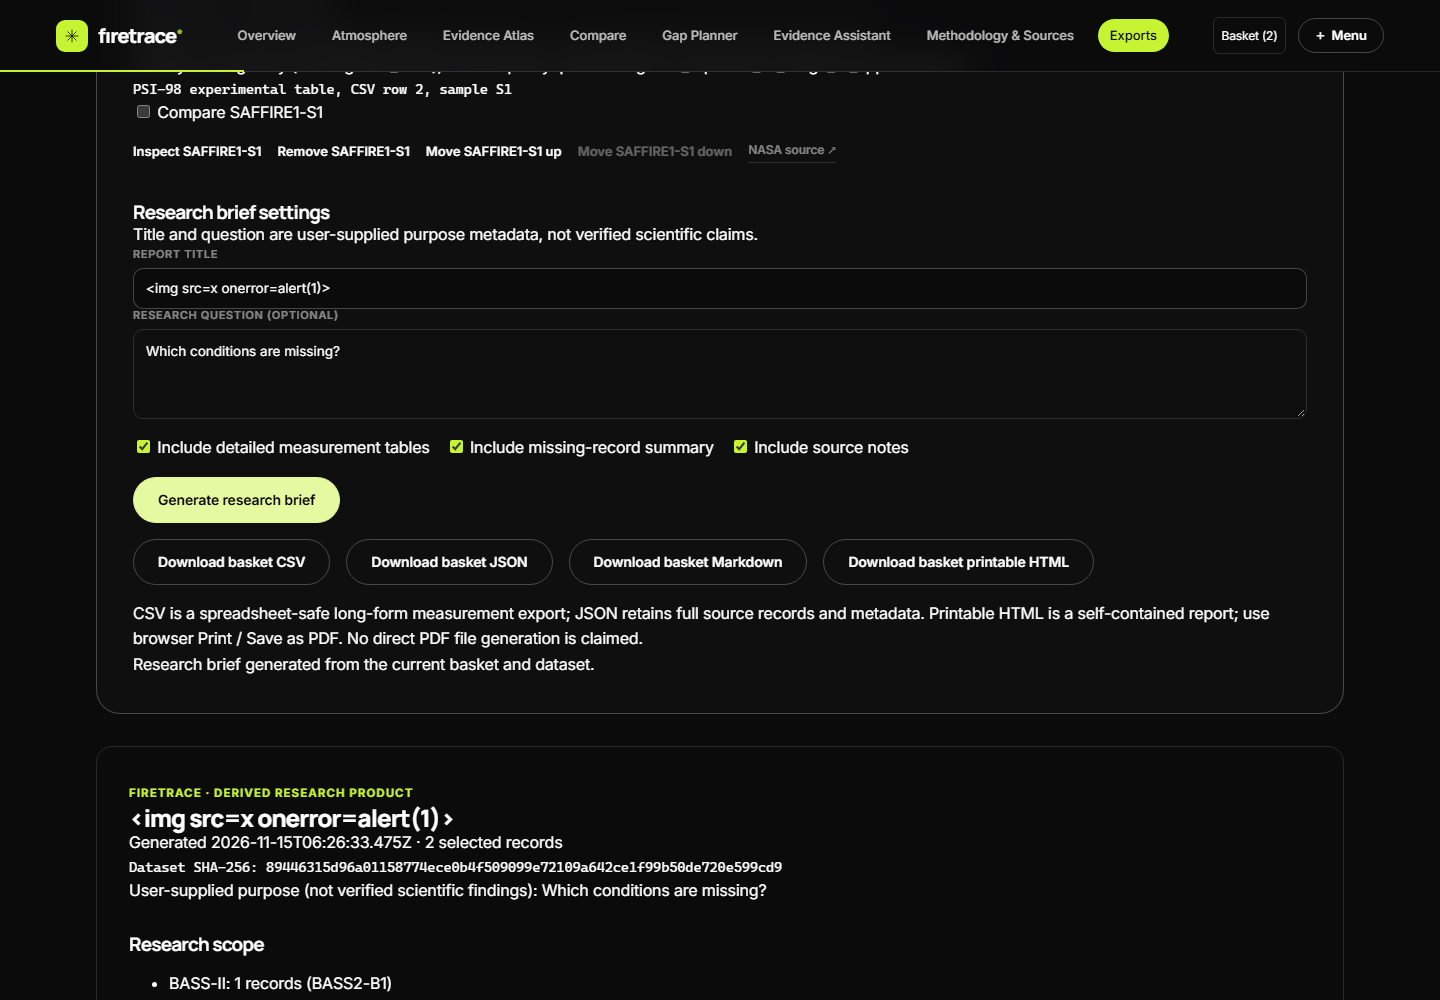 firetrace
Overview Atmosphere Evidence Atlas Compare Gap Planner Evidence Assistant Methodology & Sources Exports Basket (2) + Menu
PSI-98 experimental table, CSV row 2, sample S1
Compare SAFFIRE1-S1
Inspect SAFFIRE1-S1 Remove SAFFIRE1-S1 Move SAFFIRE1-S1 up Move SAFFIRE1-S1 down NASA source ↗
Research brief settings
Title and question are user-supplied purpose metadata, not verified scientific claims.
REPORT TITLE
<img src=x onerror=alert(1)>
RESEARCH QUESTION (OPTIONAL)
Which conditions are missing?
Include detailed measurement tables Include missing-record summary Include source notes
Generate research brief
Download basket CSV Download basket JSON Download basket Markdown Download basket printable HTML
CSV is a spreadsheet-safe long-form measurement export; JSON retains full source records and metadata. Printable HTML is a self-contained report; use
browser Print / Save as PDF. No direct PDF file generation is claimed.
Research brief generated from the current basket and dataset.
FIRETRACE · DERIVED RESEARCH PRODUCT
<img src=x onerror=alert(1)>
Generated 2026-11-15T06:26:33.475Z · 2 selected records
Dataset SHA-256: 89446315d96a01158774ece0b4f509099e72109a642ce1f99b50de720e599cd9
User-supplied purpose (not verified scientific findings): Which conditions are missing?
Research scope
• BASS-II: 1 records (BASS2-B1)